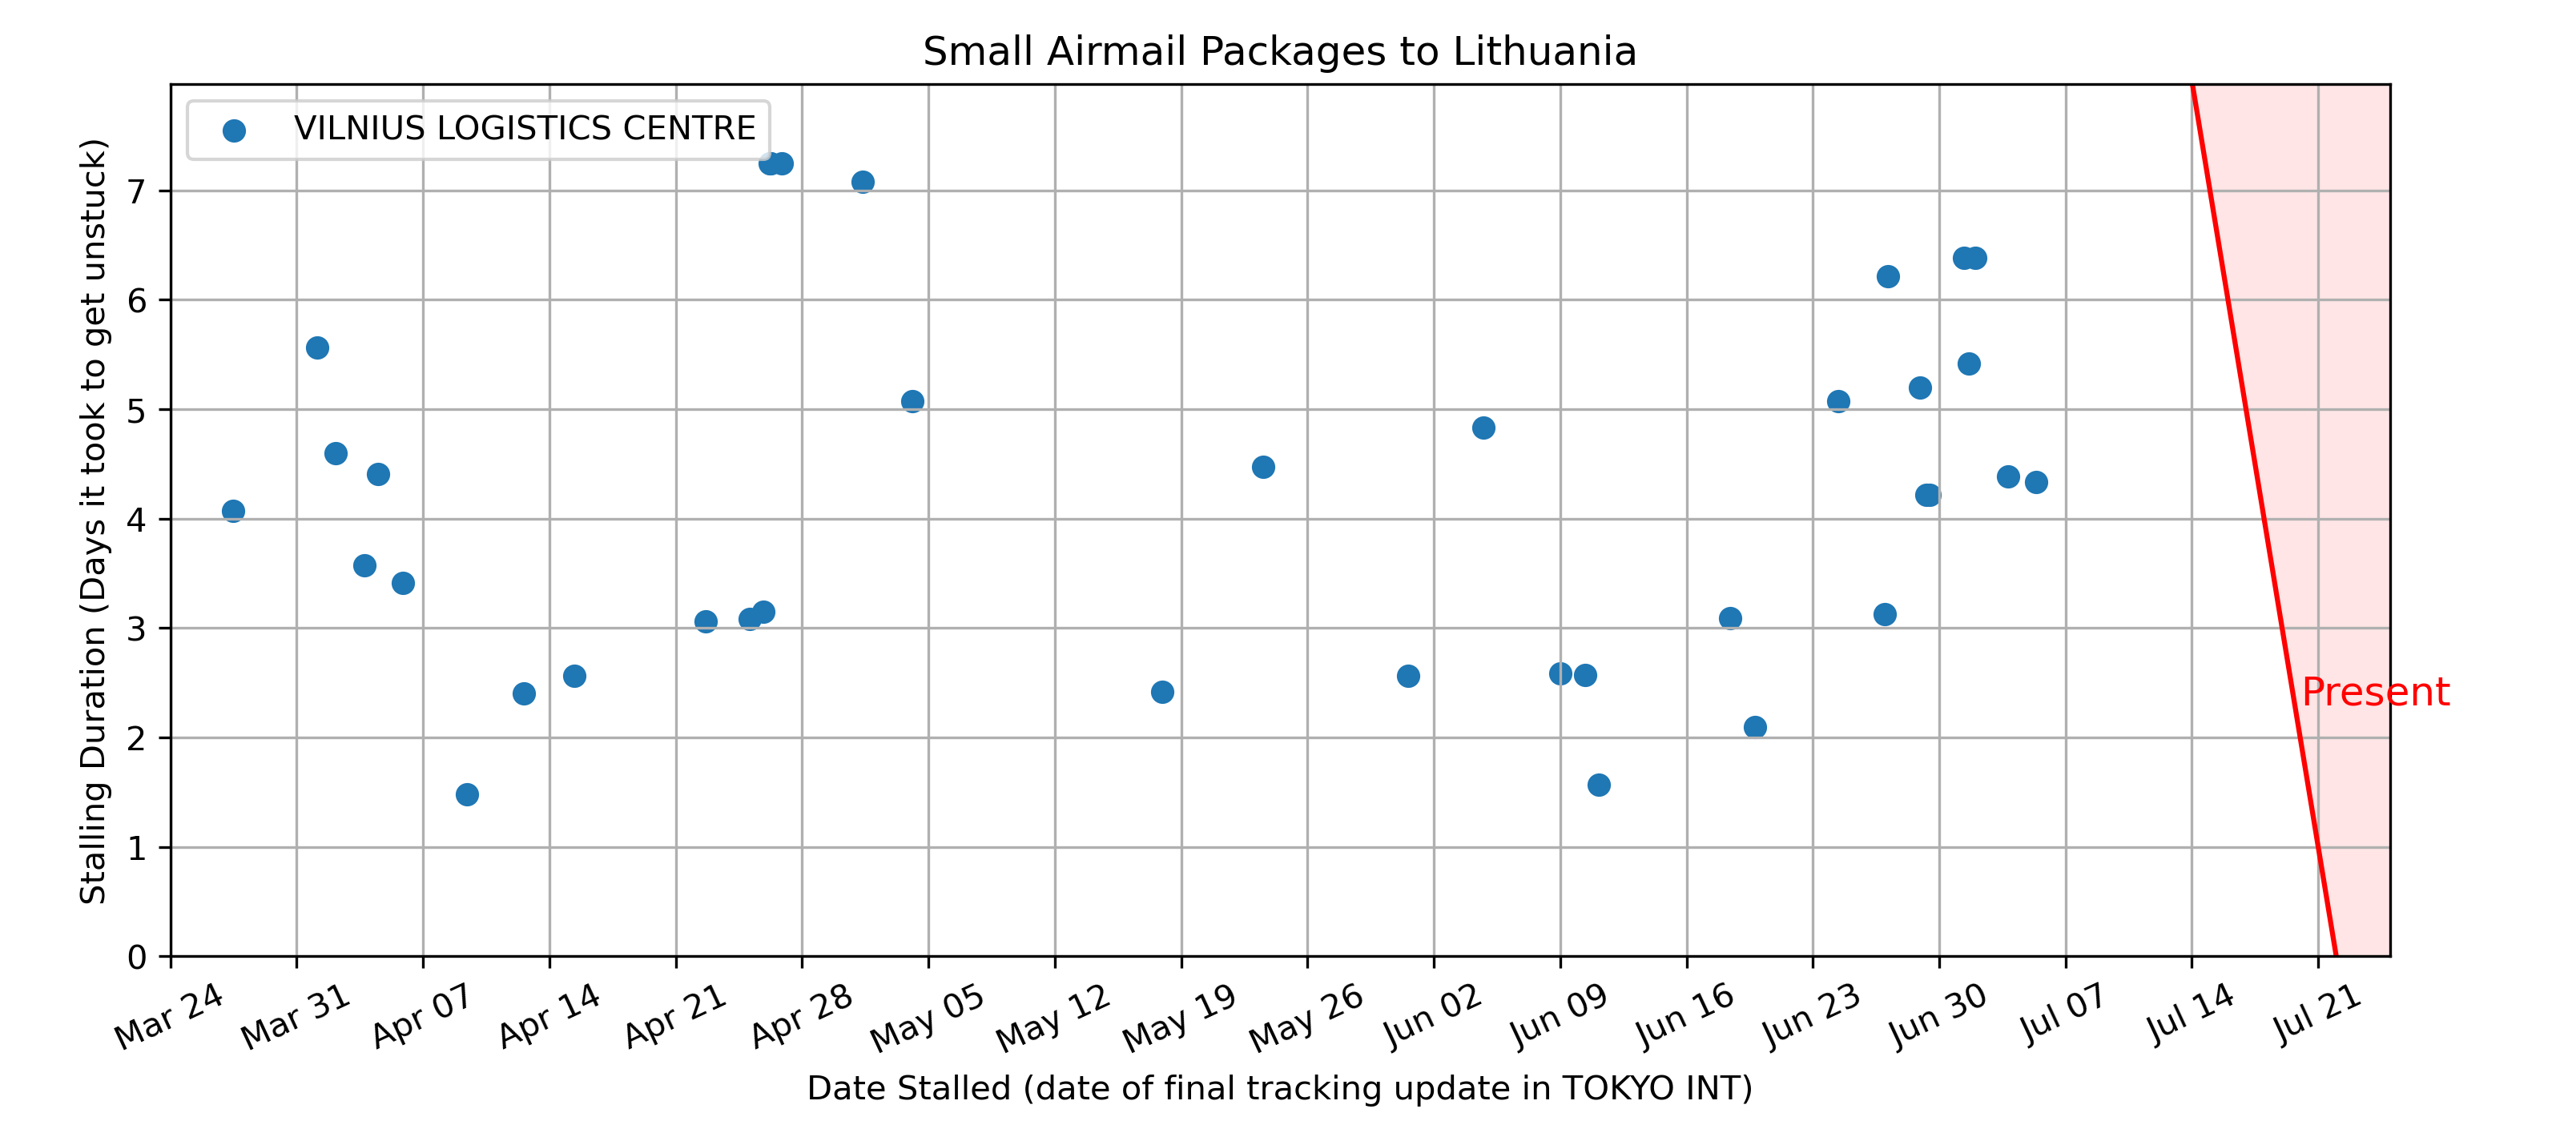 Small Airmail Packages to Lithuania
VILNIUS LOGISTICS CENTRE
Stalling Duration (Days it took to get unstuck)
7
6
5
4
3
2
1
0
Present
Mar 24
Mar 31
Apr 07
Apr 14
Apr 21
Apr 28
May 05
May 12
May 19
May 26
Jun 02
Jun 09
Jun 16
Jun 23
Jun 30
Jul 07
Jul 14
Jul 21
Date Stalled (date of final tracking update in TOKYO INT)